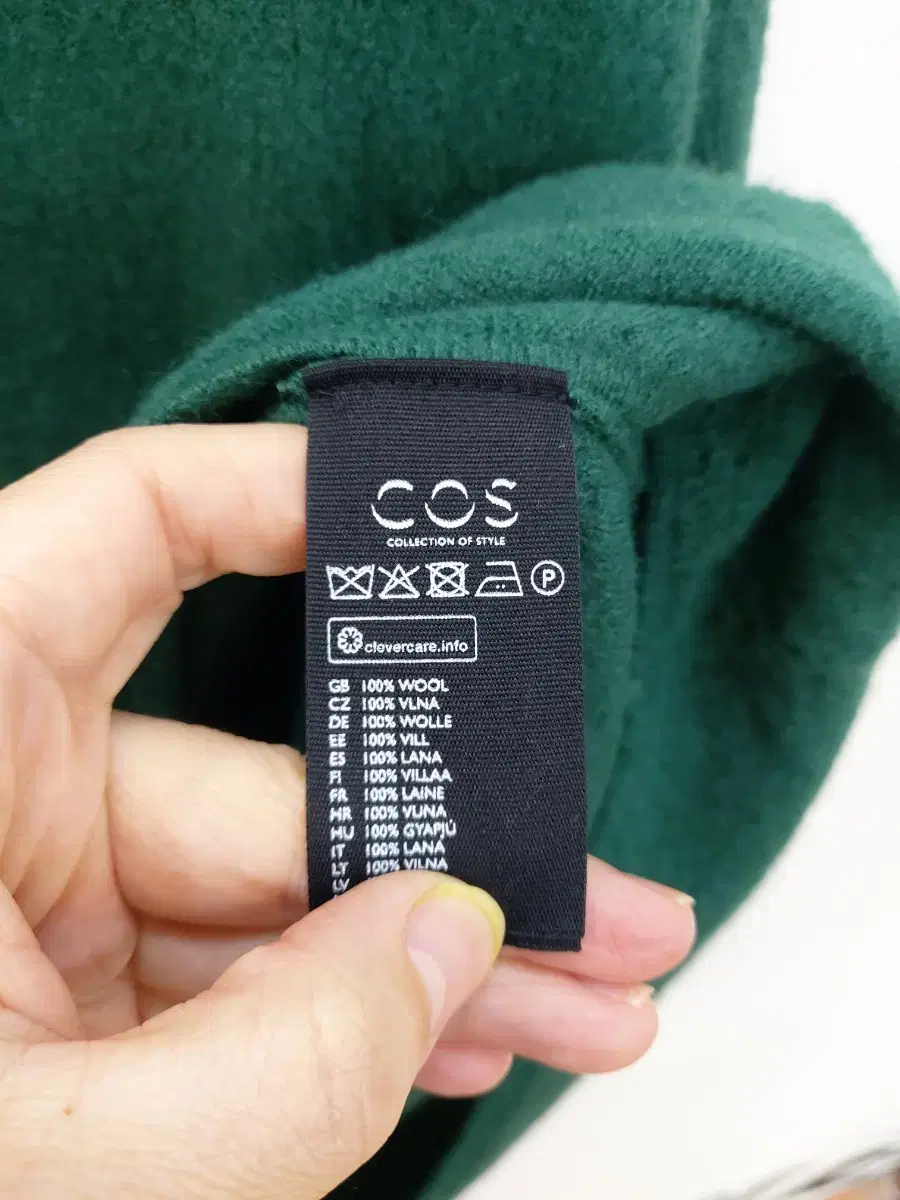 COS
COLLECTION OF STYLE
P
clevercare.info
GB 100% WOOL
CZ 100% VLNA
DE 100% WOLLE
EE 100% VILL
ES 100% LANA
FI 100% VILLAA
FR 100% LAINE
HR 100% VUNA
HU 100% GYAPJÚ
IT 100% LANA
LT 100% VILNA
LV